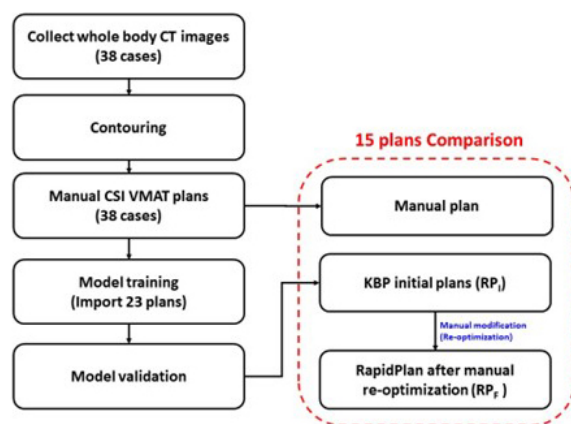 Collect whole body CT images
(38 cases)
Contouring
Manual CSI VMAT plans
(38 cases)
Model training
(Import 23 plans)
Model validation
15 plans Comparison
Manual plan
KBP initial plans (RPI)
Manual modification
(Re-optimization)
RapidPlan after manual
re-optimization (RPF )